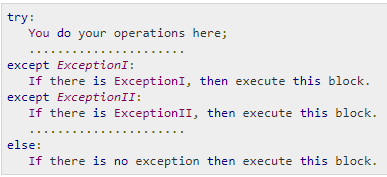 try:
   You do your operations here;
   ......................
except ExceptionI:
   If there is ExceptionI, then execute this block.
except ExceptionII:
   If there is ExceptionII, then execute this block.
   ......................
else:
   If there is no exception then execute this block.